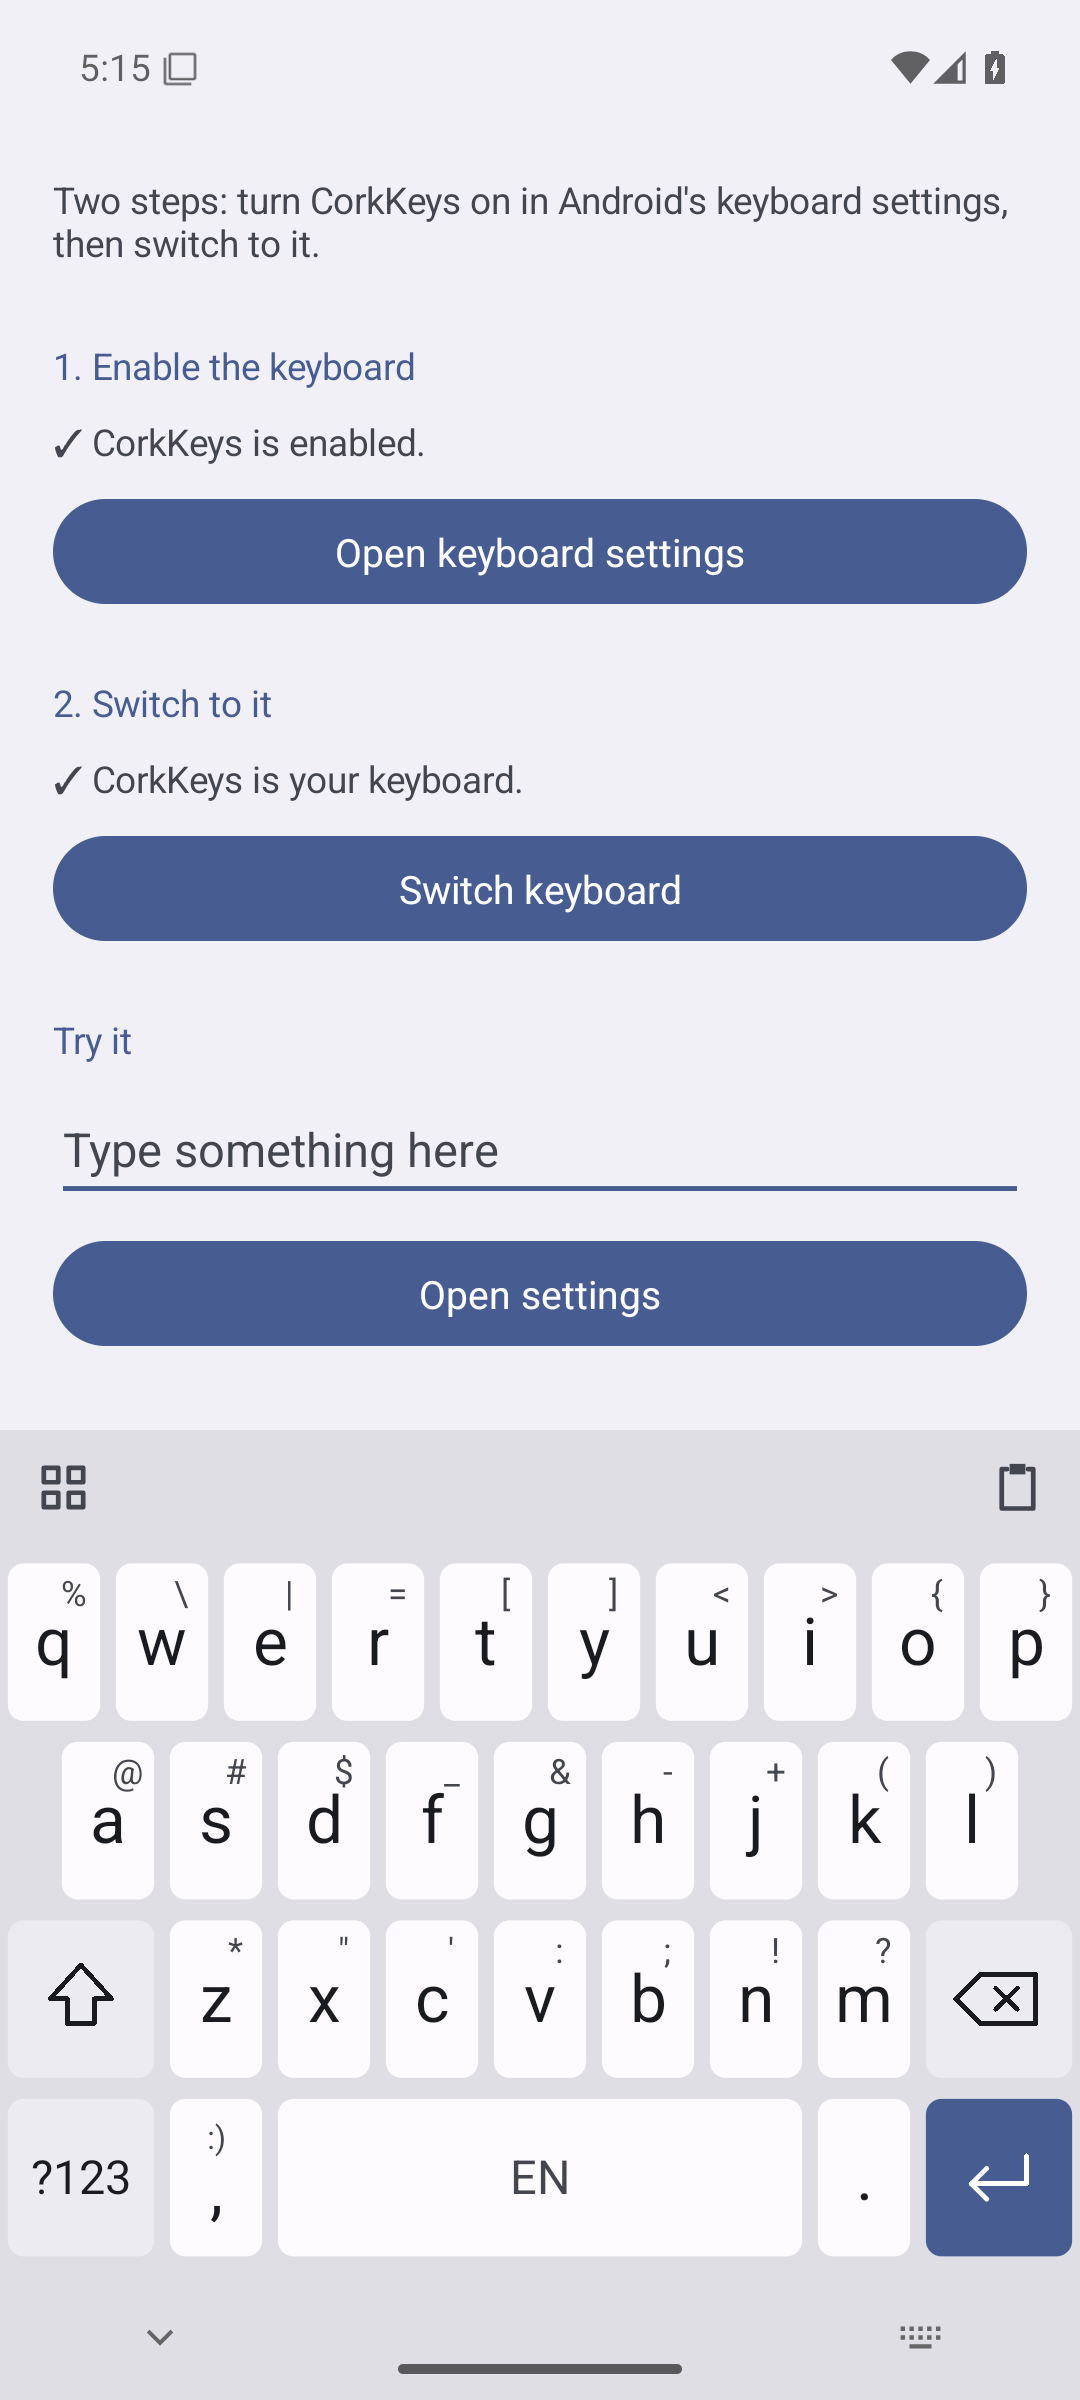 5:15
Two steps: turn CorkKeys on in Android's keyboard settings,
then switch to it.
1. Enable the keyboard
✓ CorkKeys is enabled.
Open keyboard settings
2. Switch to it
✓ CorkKeys is your keyboard.
Switch keyboard
Try it
Type something here
Open settings
% \ | = [ ] < > { }
q w e r t y u i o p
@ # $ _ & - + ( )
a s d f g h j k l
* " ' : ; ! ?
z x c v b n m
:)
?123 , EN .